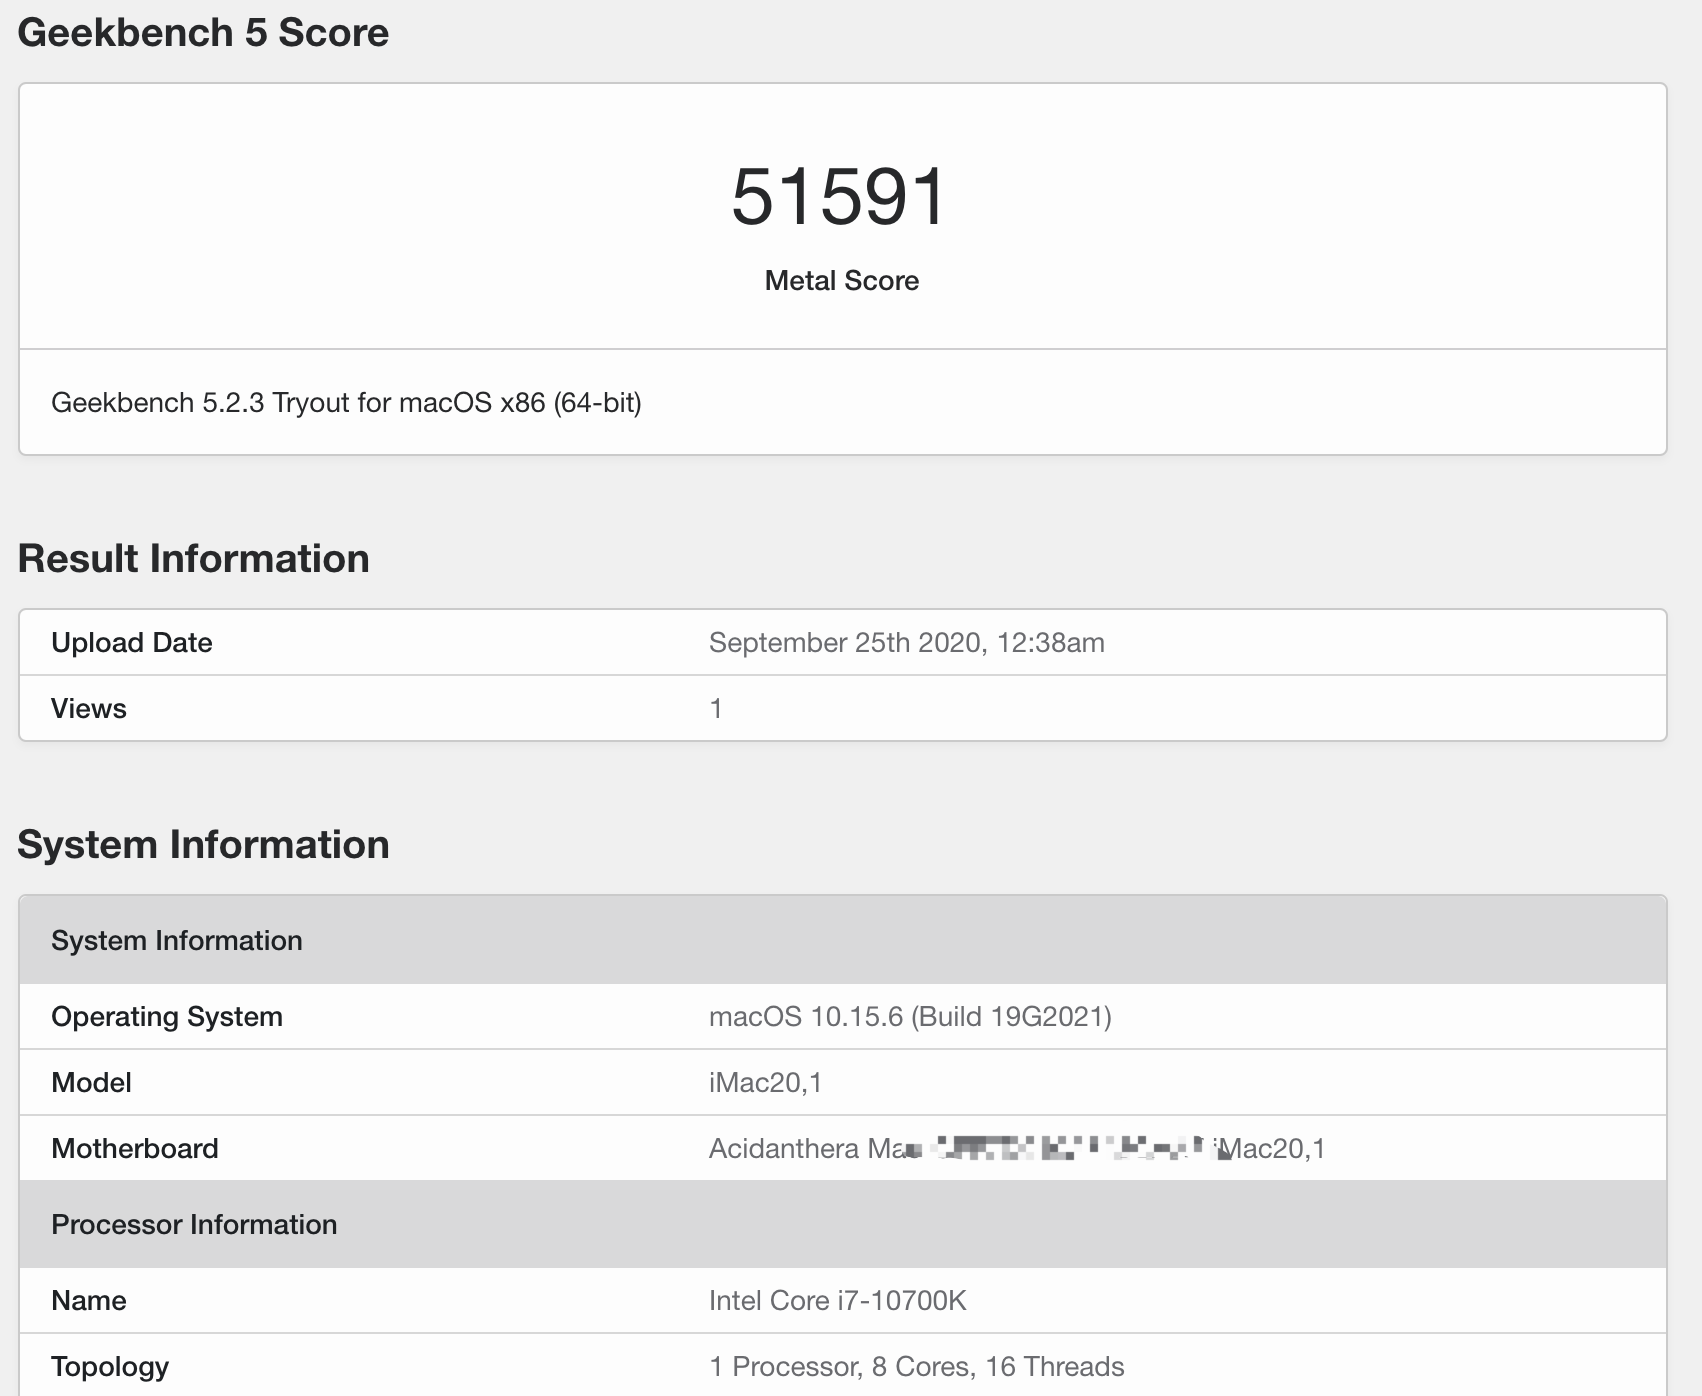 Geekbench 5 Score
51591
Metal Score
Geekbench 5.2.3 Tryout for macOS x86 (64-bit)
Result Information
Upload Date September 25th 2020, 12:38am
Views 1
System Information
System Information
Operating System macOS 10.15.6 (Build 19G2021)
Model iMac20,1
Motherboard Acidanthera iMac20,1
Processor Information
Name Intel Core i7-10700K
Topology 1 Processor, 8 Cores, 16 Threads